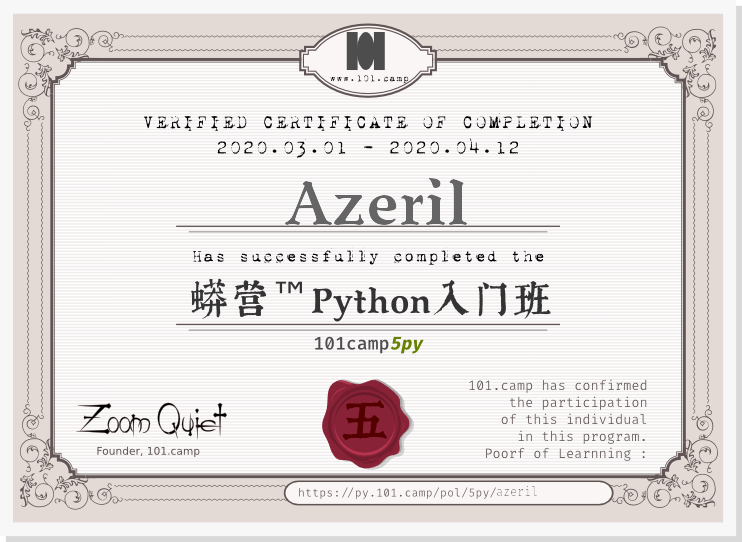 www.101.camp
VERIFIED CERTIFICATE OF COMPLETION
2020.03.01 - 2020.04.12
Azeril
Has successfully completed the
蟒营™Python入门班
101camp5py
101.camp has confirmed
the participation
of this individual
in this program.
Poorf of Learnning :
Zoom Quiet
Founder, 101.camp
五
https://py.101.camp/pol/5py/azeril